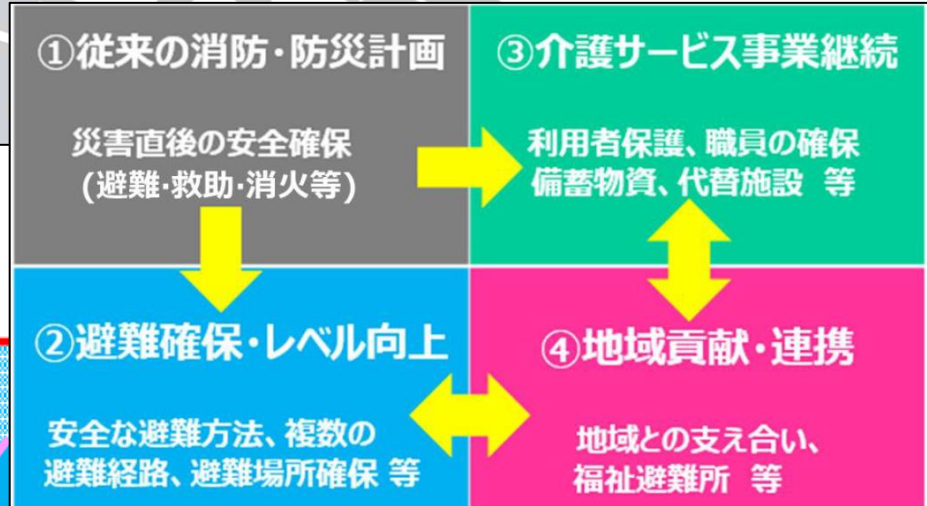 ①従来の消防・防災計画
災害直後の安全確保
(避難・救助・消火等)
③介護サービス事業継続
利用者保護、職員の確保
備蓄物資、代替施設 等
②避難確保・レベル向上
安全な避難方法、複数の
避難経路、避難場所確保 等
④地域貢献・連携
地域との支え合い、
福祉避難所 等